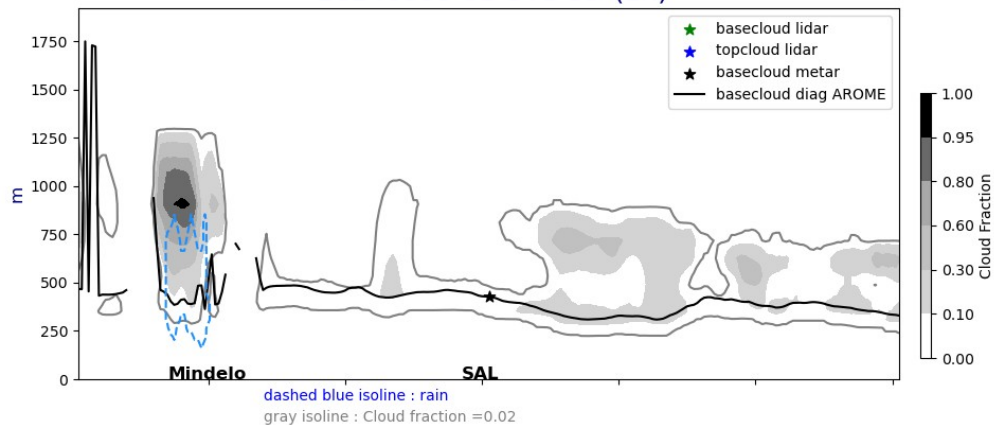 basecloud lidar
topcloud lidar
basecloud metar
basecloud diag AROME
1750
1500
1250
1000
750
500
250
0
m
Mindelo
SAL
1.00
0.95
0.80
0.60
0.30
0.10
0.00
Cloud Fraction
dashed blue isoline : rain
gray isoline : Cloud fraction =0.02